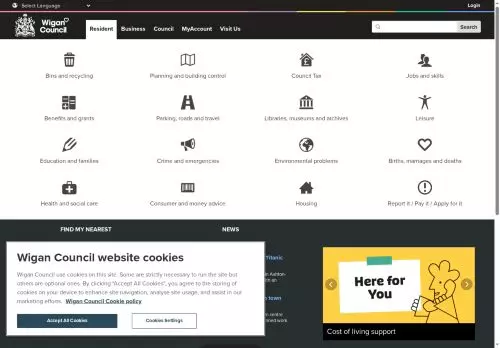 Select Language
Login
Wigan
Council
Resident
Business
Council
MyAccount
Visit Us
Search
Bins and recycling
Planning and building control
Council Tax
Jobs and skills
Benefits and grants
Parking, roads and travel
Libraries, museums and archives
Leisure
Education and families
Crime and emergencies
Environmental problems
Births, marriages and deaths
Health and social care
Consumer and money advice
Housing
Report it / Pay it / Apply for it
FIND MY NEAREST
NEWS
Wigan Council website cookies
Wigan Council use cookies on this site. Some are strictly necessary to run the site but
others are optional ones. By clicking "Accept All Cookies", you agree to the storing of
cookies on your device to enhance site navigation, analyse site usage, and assist in our
marketing efforts. Wigan Council Cookie policy
Accept All Cookies
Cookies Settings
Titanic
in Ashton-
town
centre
ned work
Here for
You
Cost of living support